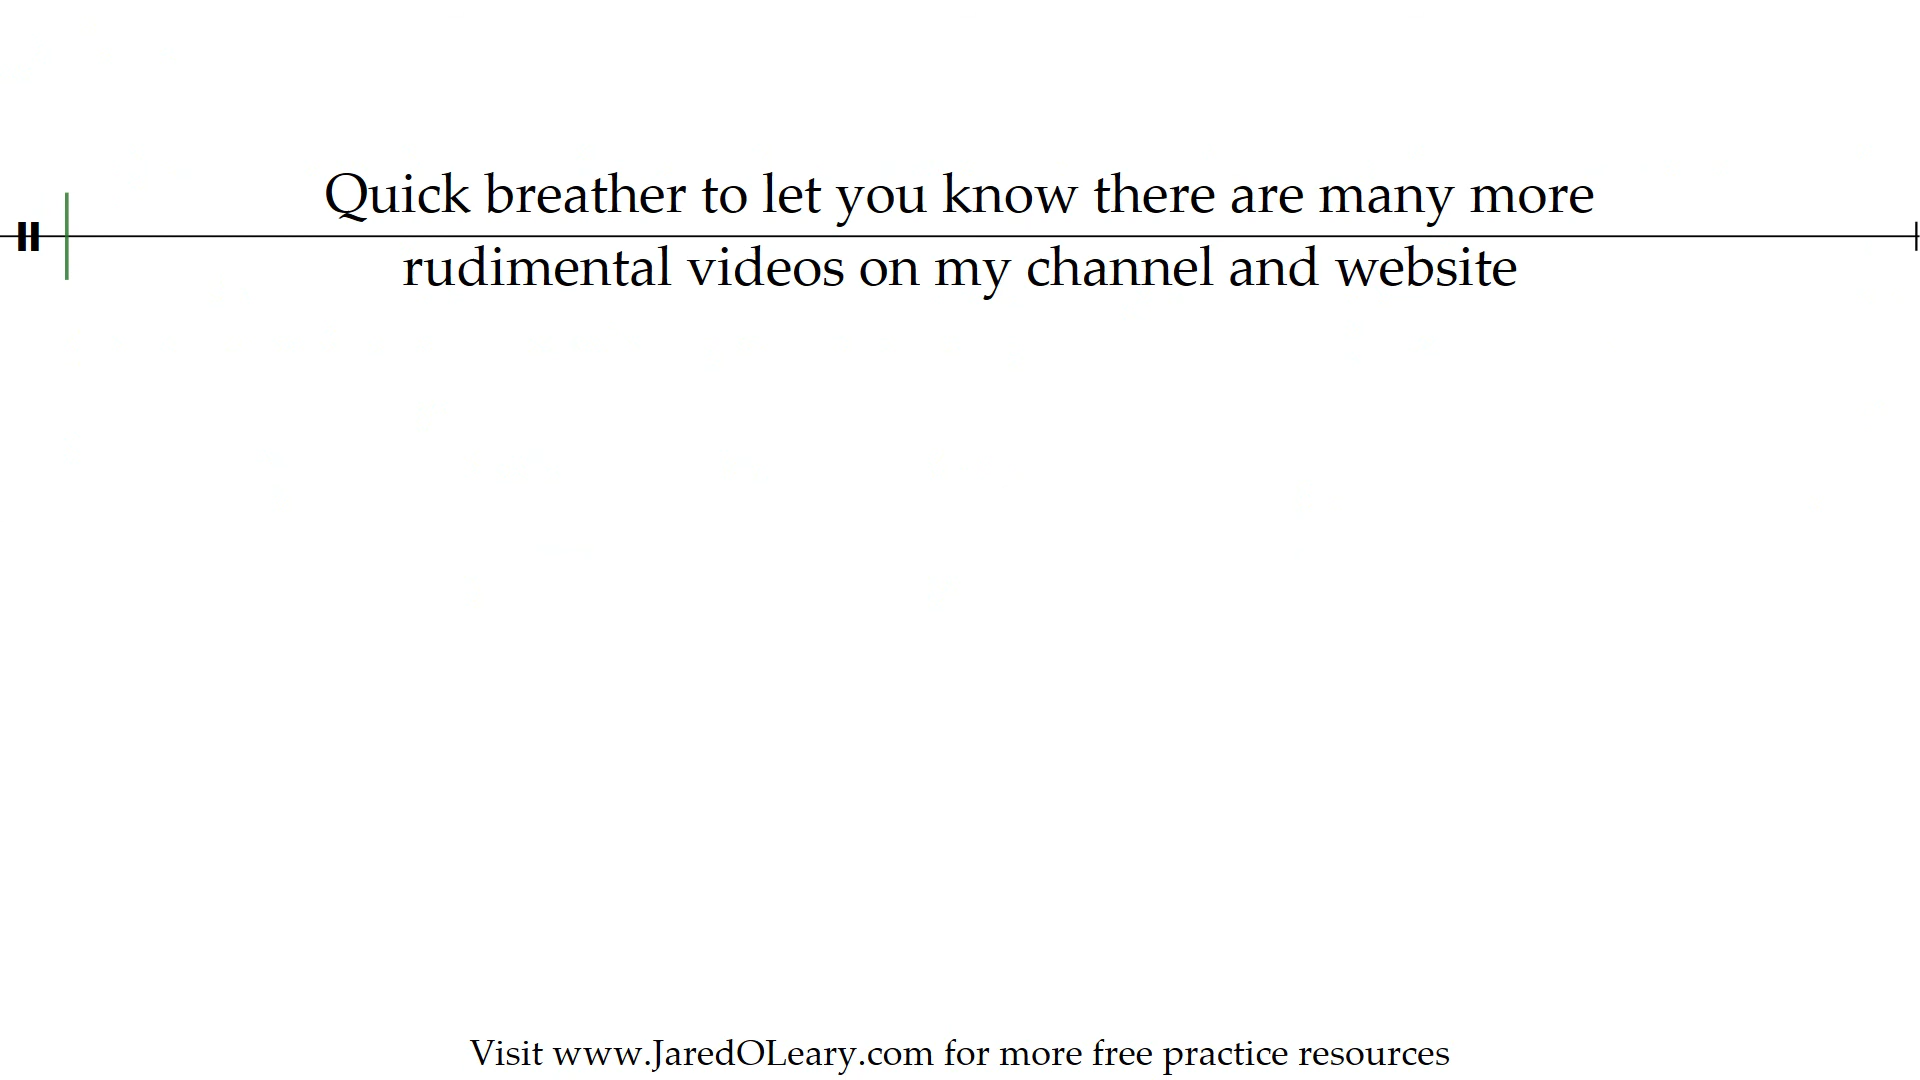 Quick breather to let you know there are many more
rudimental videos on my channel and website
Visit www.JaredOLeary.com for more free practice resources